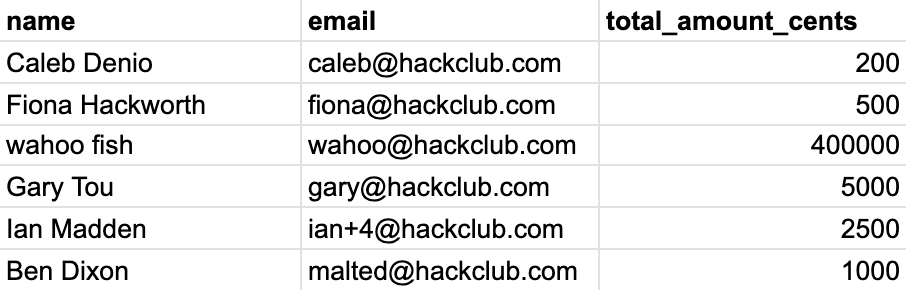 name email total_amount_cents
Caleb Denio caleb@hackclub.com 200
Fiona Hackworth fiona@hackclub.com 500
wahoo fish wahoo@hackclub.com 400000
Gary Tou gary@hackclub.com 5000
Ian Madden ian+4@hackclub.com 2500
Ben Dixon malted@hackclub.com 1000